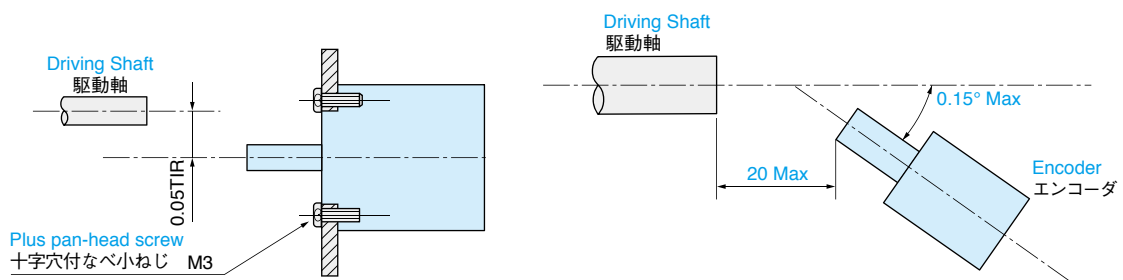 Driving Shaft
駆動軸
0.05TIR
Plus pan-head screw
十字穴付なべ小ねじ M3
Driving Shaft
駆動軸
0.15° Max
20 Max
Encoder
エンコーダ